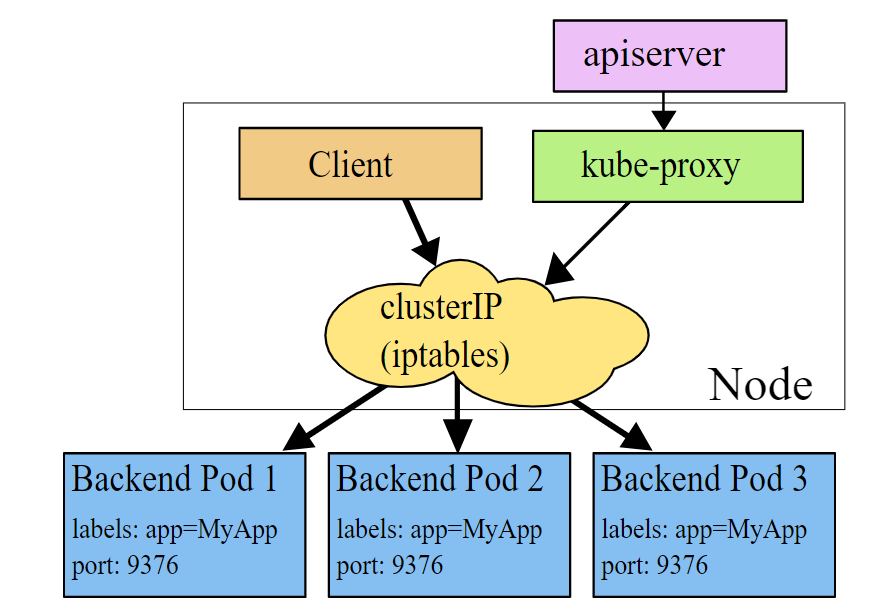 apiserver
Client
kube-proxy
clusterIP
(iptables)
Node
Backend Pod 1
labels: app=MyApp
port: 9376
Backend Pod 2
labels: app=MyApp
port: 9376
Backend Pod 3
labels: app=MyApp
port: 9376